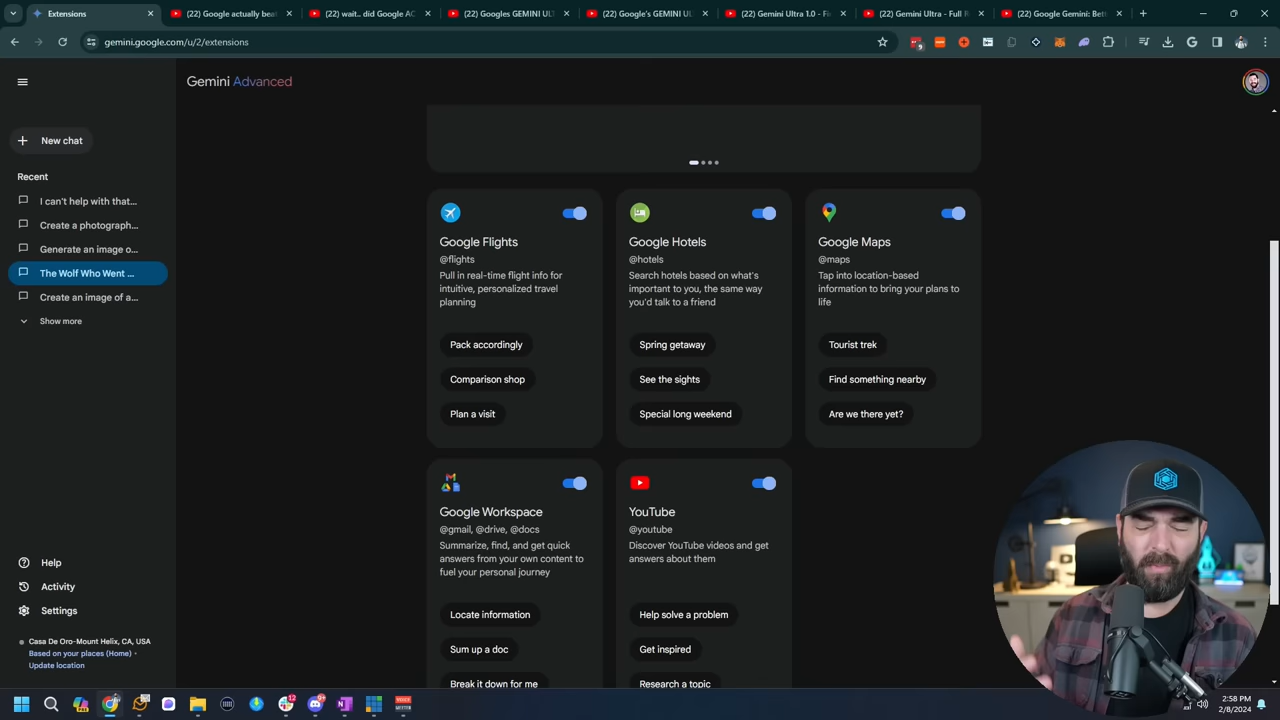 Extensions
(22) Google actually beat
(22) wait.. did Google AC
(22) Googles GEMINI ULT
(22) Google's GEMINI UL
(22) Gemini Ultra 1.0 - Fi
(22) Gemini Ultra - Full R
(22) Google Gemini: Bett
gemini.google.com/u/2/extensions
9
Gemini Advanced
New chat
Recent
I can't help with that...
Create a photograph...
Generate an image o...
The Wolf Who Went ...
Create an image of a...
Show more
Google Flights
@flights
Pull in real-time flight info for
intuitive, personalized travel
planning
Pack accordingly
Comparison shop
Plan a visit
Google Hotels
@hotels
Search hotels based on what's
important to you, the same way
you'd talk to a friend
Spring getaway
See the sights
Special long weekend
Google Maps
@maps
Tap into location-based
information to bring your plans to
life
Tourist trek
Find something nearby
Are we there yet?
Google Workspace
@gmail, @drive, @docs
Summarize, find, and get quick
answers from your own content to
fuel your personal journey
Locate information
Sum up a doc
Break it down for me
YouTube
@youtube
Discover YouTube videos and get
answers about them
Help solve a problem
Get inspired
Research a topic
Help
Activity
Settings
Casa De Oro-Mount Helix, CA, USA
Based on your places (Home) •
Update location
12
2:58 PM
2/8/2024